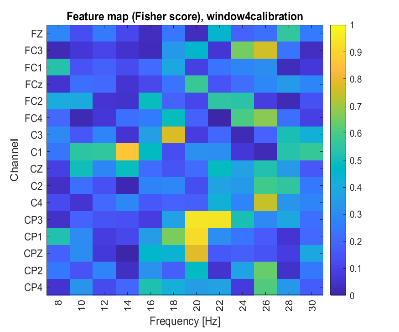 Feature map (Fisher score), window4calibration
FZ
FC3
FC1
FCz
FC2
FC4
C3
C1
CZ
C2
C4
CP3
CP1
CPZ
CP2
CP4
Channel
8 10 12 14 16 18 20 22 24 26 28 30
Frequency [Hz]
1
0.9
0.8
0.7
0.6
0.5
0.4
0.3
0.2
0.1
0